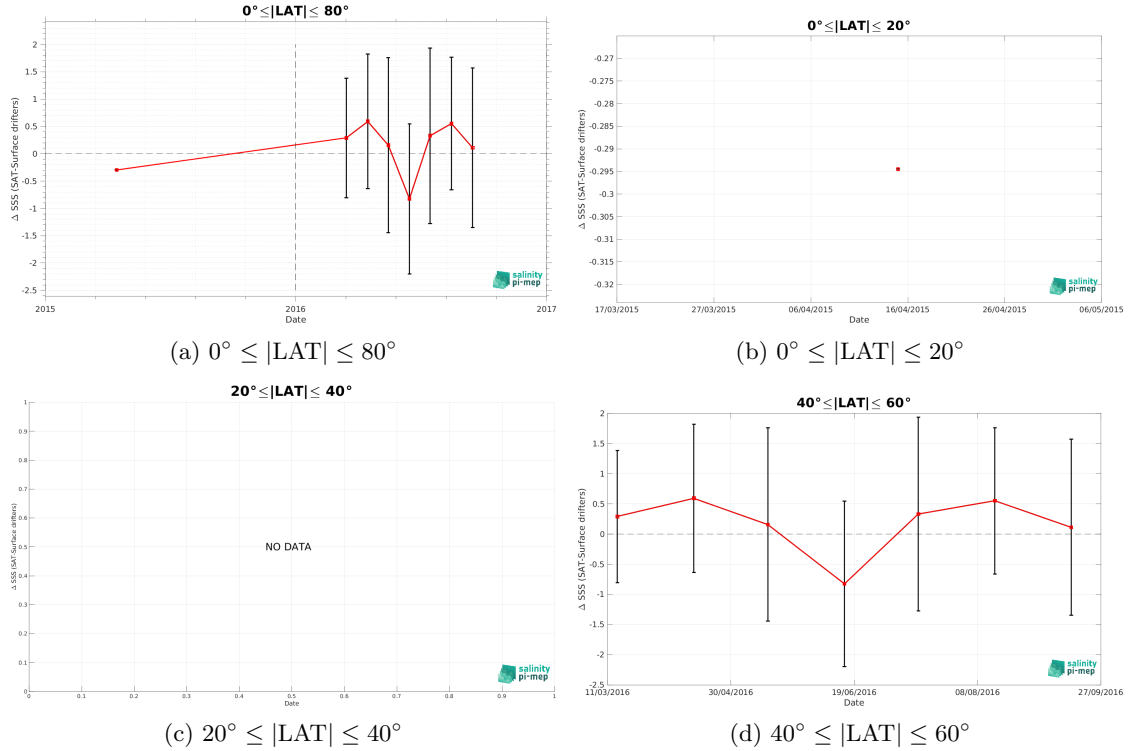 0°≤|LAT|≤ 80°
2
1.5
1
0.5
0
-0.5
-1
-1.5
-2
-2.5
Δ SSS (SAT-Surface drifters)
2015
2016
2017
Date
salinity
pi-mep
(a) 0° ≤ |LAT| ≤ 80°
0°≤|LAT|≤ 20°
-0.27
-0.275
-0.28
-0.285
-0.29
-0.295
-0.3
-0.305
-0.31
-0.315
-0.32
Δ SSS (SAT-Surface drifters)
17/03/2015
27/03/2015
06/04/2015
16/04/2015
26/04/2015
06/05/2015
Date
salinity
pi-mep
(b) 0° ≤ |LAT| ≤ 20°
20°≤|LAT|≤ 40°
1
0.9
0.8
0.7
0.6
0.5
0.4
0.3
0.2
0.1
0
Δ SSS (SAT-Surface drifters)
NO DATA
0
0.1
0.2
0.3
0.4
0.5
0.6
0.7
0.8
0.9
1
Date
salinity
pi-mep
(c) 20° ≤ |LAT| ≤ 40°
40°≤|LAT|≤ 60°
2
1.5
1
0.5
0
-0.5
-1
-1.5
-2
-2.5
Δ SSS (SAT-Surface drifters)
11/03/2016
30/04/2016
19/06/2016
08/08/2016
27/09/2016
Date
salinity
pi-mep
(d) 40° ≤ |LAT| ≤ 60°